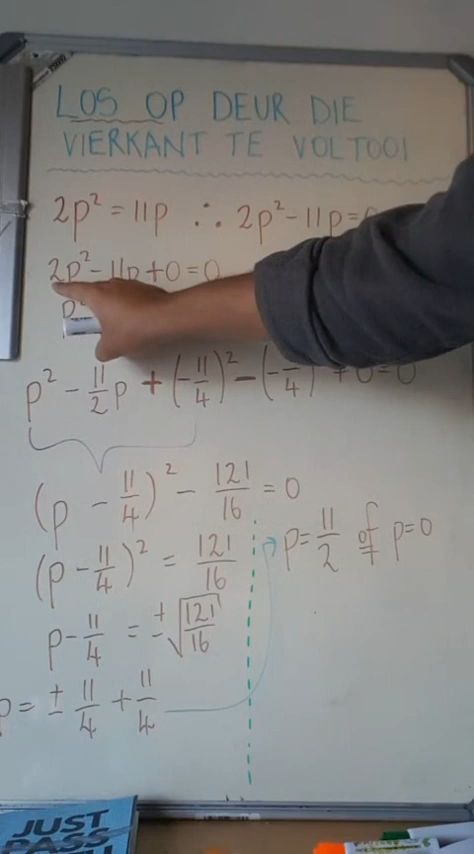 LOS OP DEUR DIE
VIERKANT TE VOLTOOI
2p² = 11p ∴ 2p² - 11p =
2p² - 11p + 0 = 0
p² - 11/2 p + (- 11/4)² - (- /4) + 0 = 0
(p - 11/4)² - 121/16 = 0
(p - 11/4)² = 121/16
p - 11/4 = ± √121/16
p = ± 11/4 + 11/4
p = 11/2 of p = 0
JUST
PASS